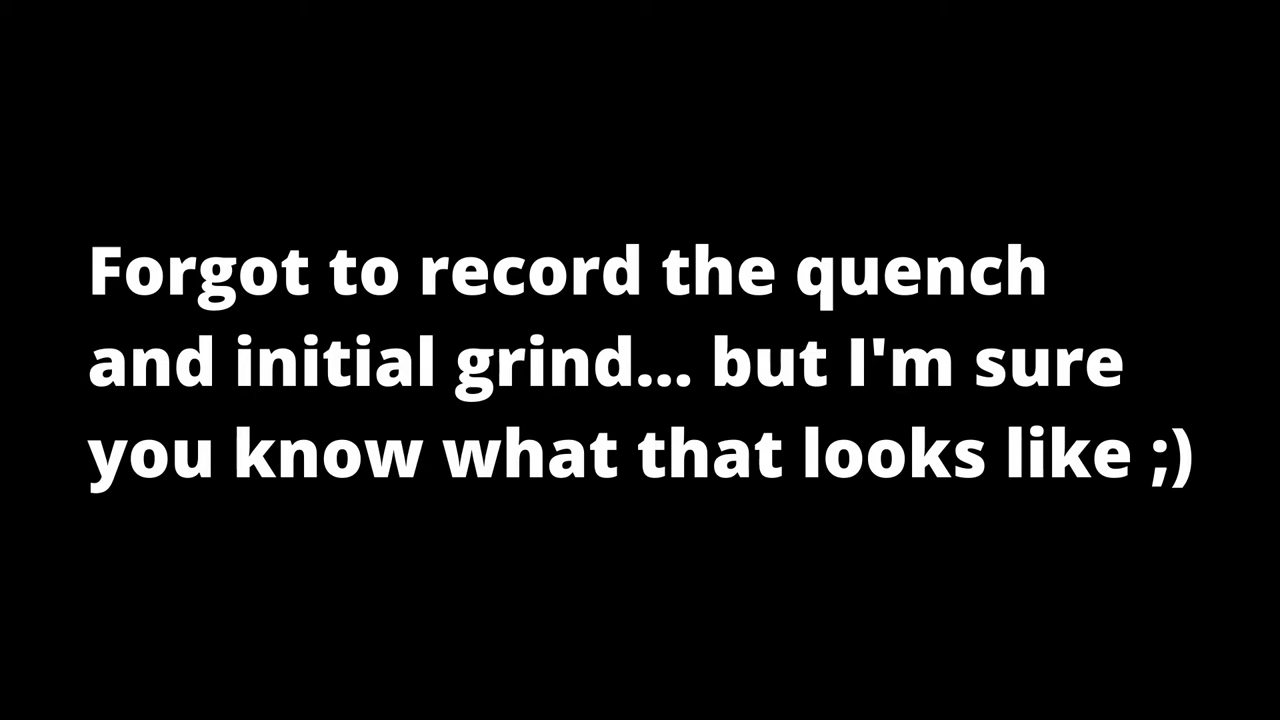 Forgot to record the quench
and initial grind... but I'm sure
you know what that looks like ;)